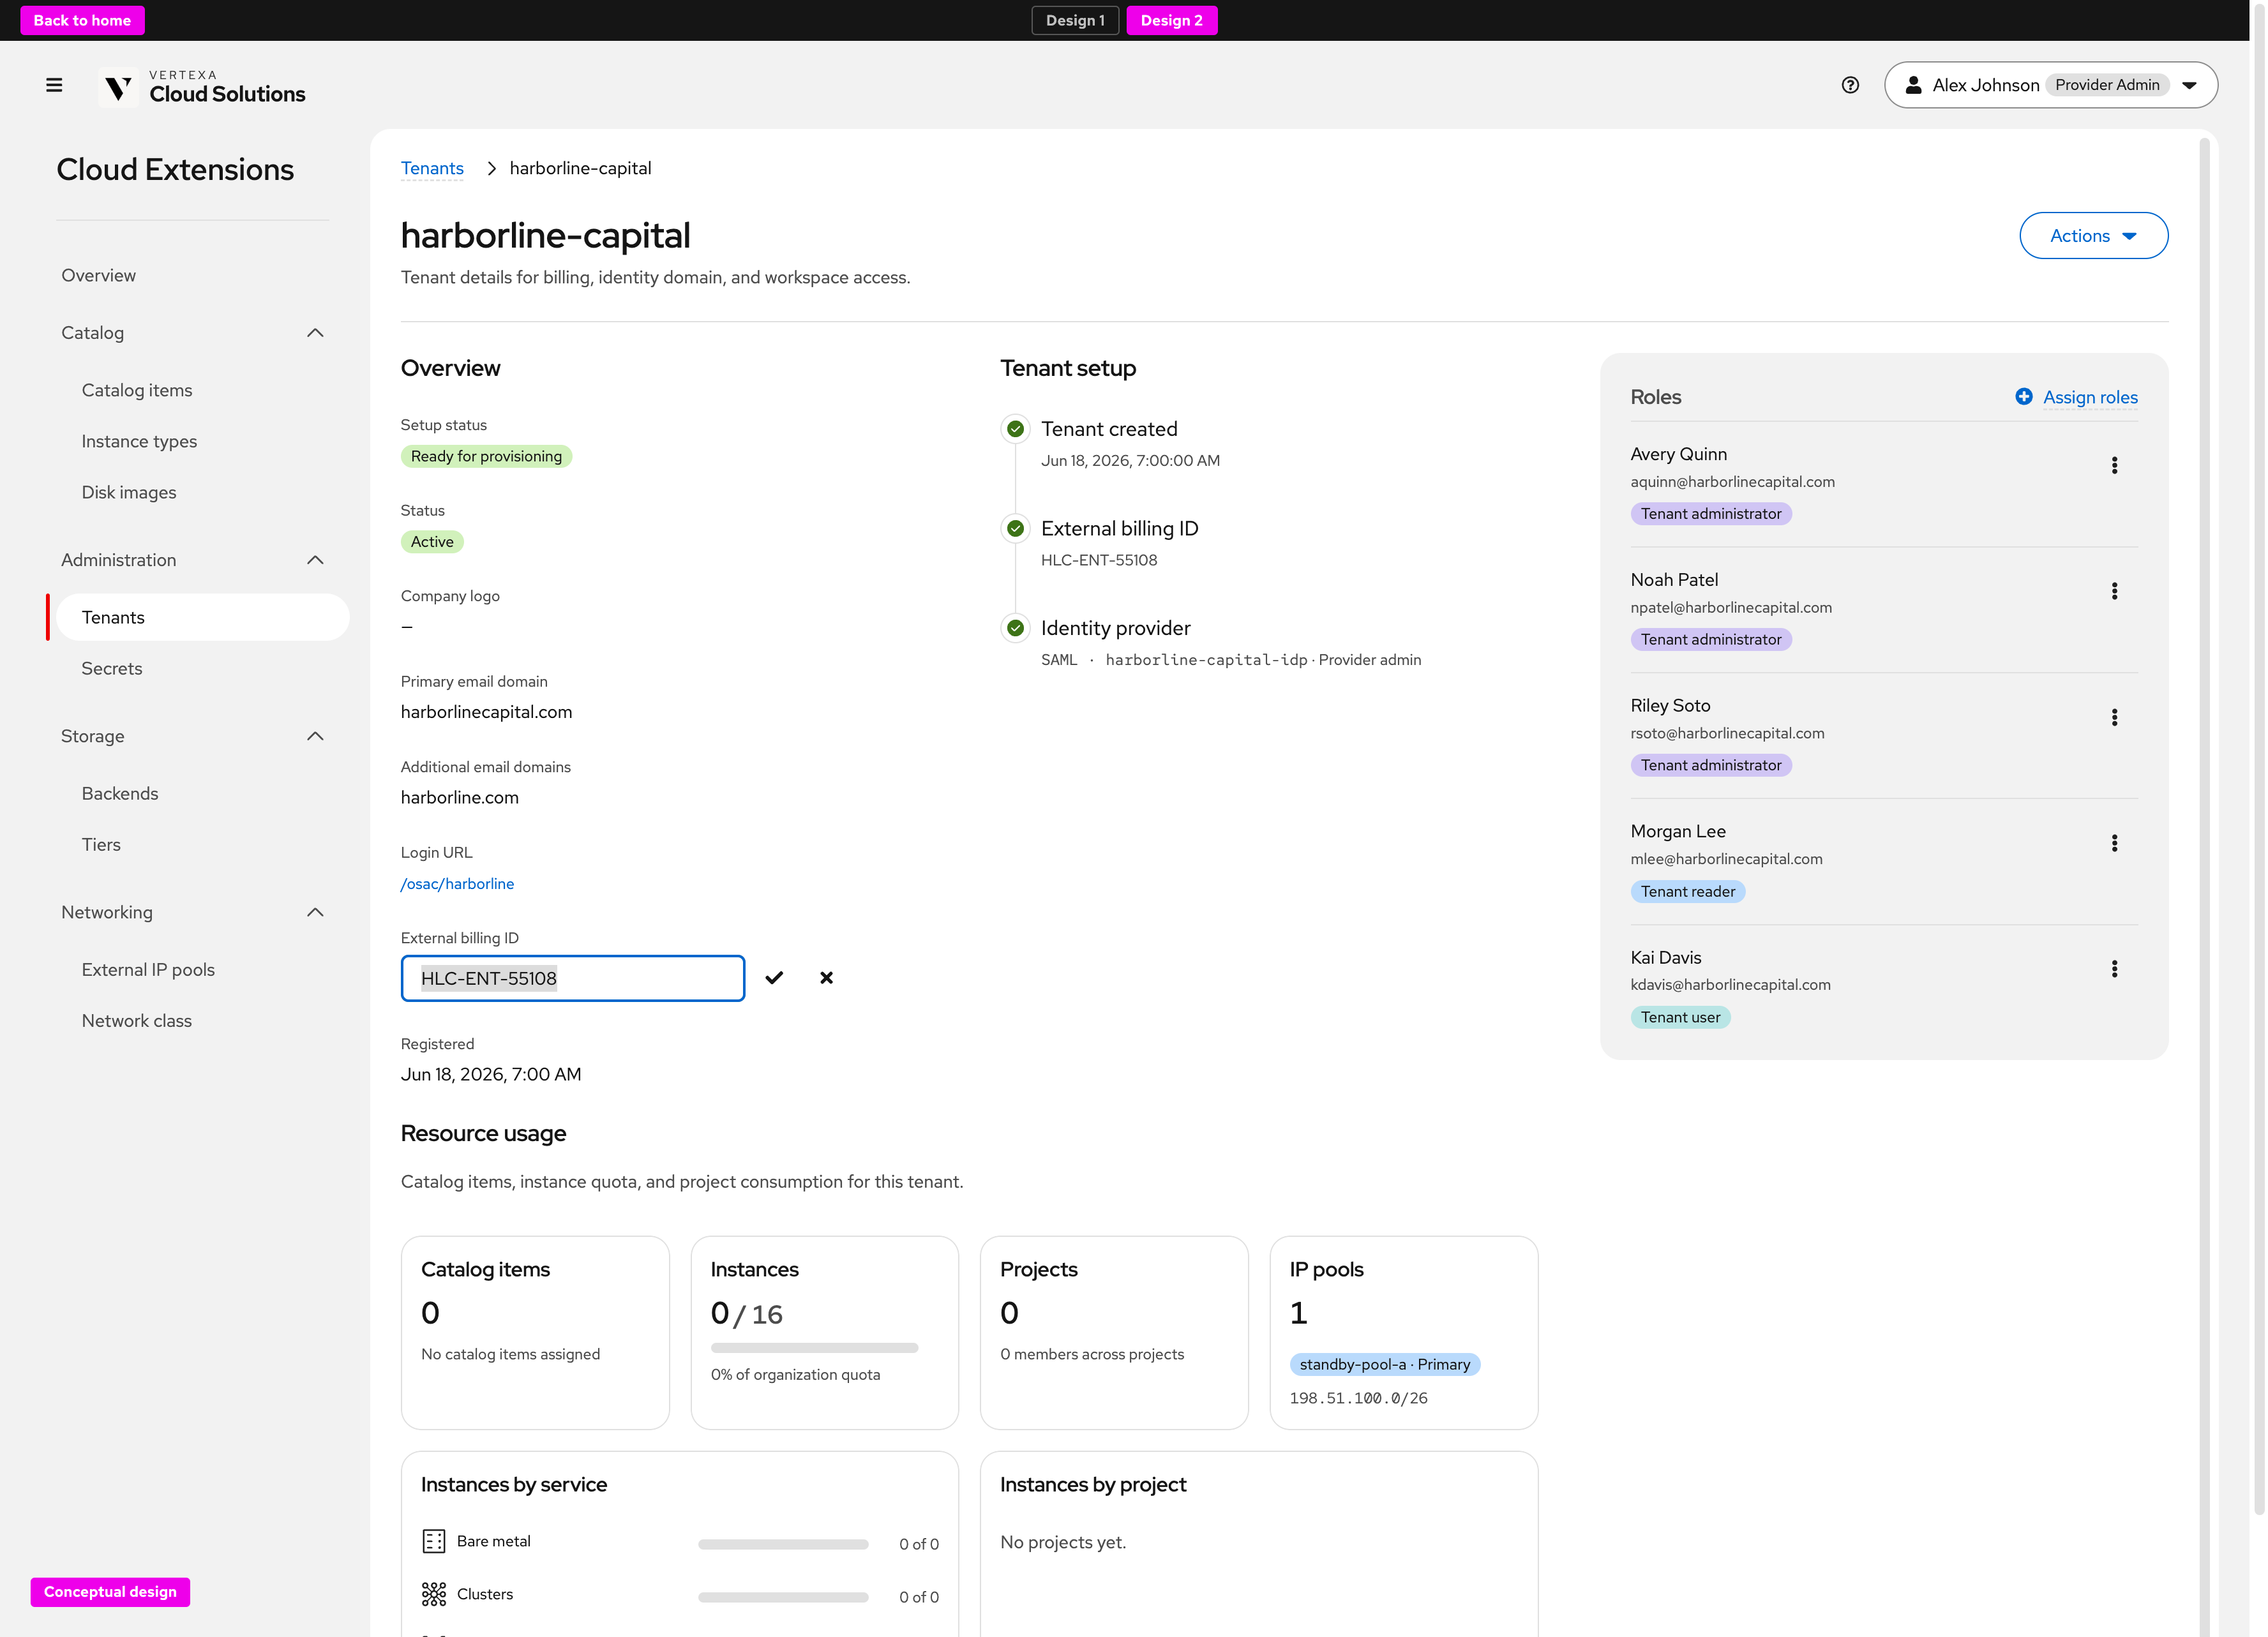 Back to home
Design 1
Design 2
VERTEXA
Cloud Solutions
Alex Johnson
Provider Admin
Cloud Extensions
Overview
Catalog
Catalog items
Instance types
Disk images
Administration
Tenants
Secrets
Storage
Backends
Tiers
Networking
External IP pools
Network class
Conceptual design
Tenants
harborline-capital
harborline-capital
Actions
Tenant details for billing, identity domain, and workspace access.
Overview
Setup status
Ready for provisioning
Status
Active
Company logo
–
Primary email domain
harborlinecapital.com
Additional email domains
harborline.com
Login URL
/osac/harborline
External billing ID
HLC-ENT-55108
Registered
Jun 18, 2026, 7:00 AM
Tenant setup
Tenant created
Jun 18, 2026, 7:00:00 AM
External billing ID
HLC-ENT-55108
Identity provider
SAML · harborline-capital-idp · Provider admin
Roles
Assign roles
Avery Quinn
aquinn@harborlinecapital.com
Tenant administrator
Noah Patel
npatel@harborlinecapital.com
Tenant administrator
Riley Soto
rsoto@harborlinecapital.com
Tenant administrator
Morgan Lee
mlee@harborlinecapital.com
Tenant reader
Kai Davis
kdavis@harborlinecapital.com
Tenant user
Resource usage
Catalog items, instance quota, and project consumption for this tenant.
Catalog items
0
No catalog items assigned
Instances
0 / 16
0% of organization quota
Projects
0
0 members across projects
IP pools
1
standby-pool-a · Primary
198.51.100.0/26
Instances by service
Bare metal
0 of 0
Clusters
0 of 0
Instances by project
No projects yet.